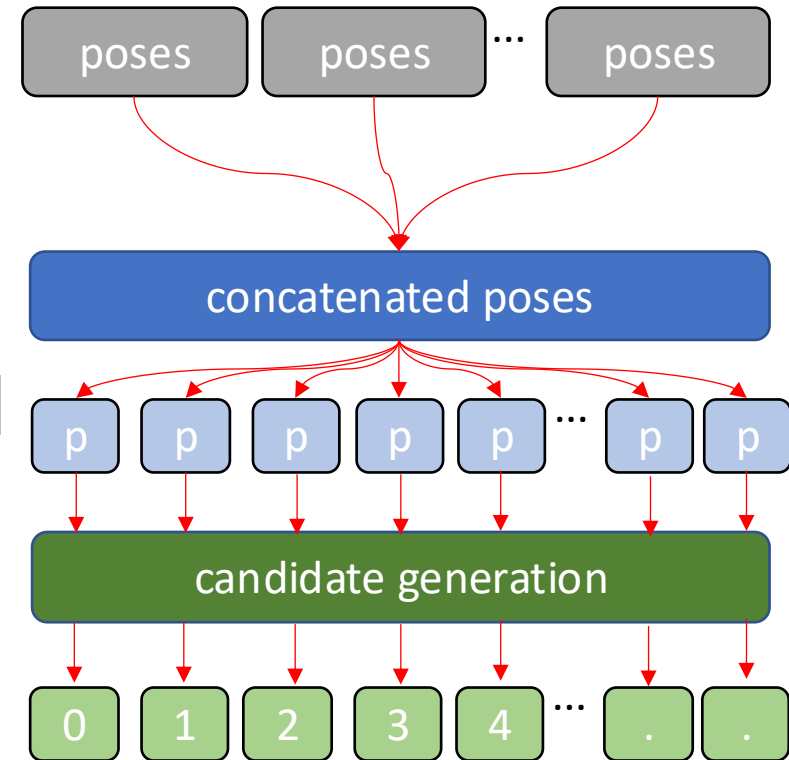 poses poses ... poses
concatenated poses
p p p p p ... p p
candidate generation
0 1 2 3 4 ... . .